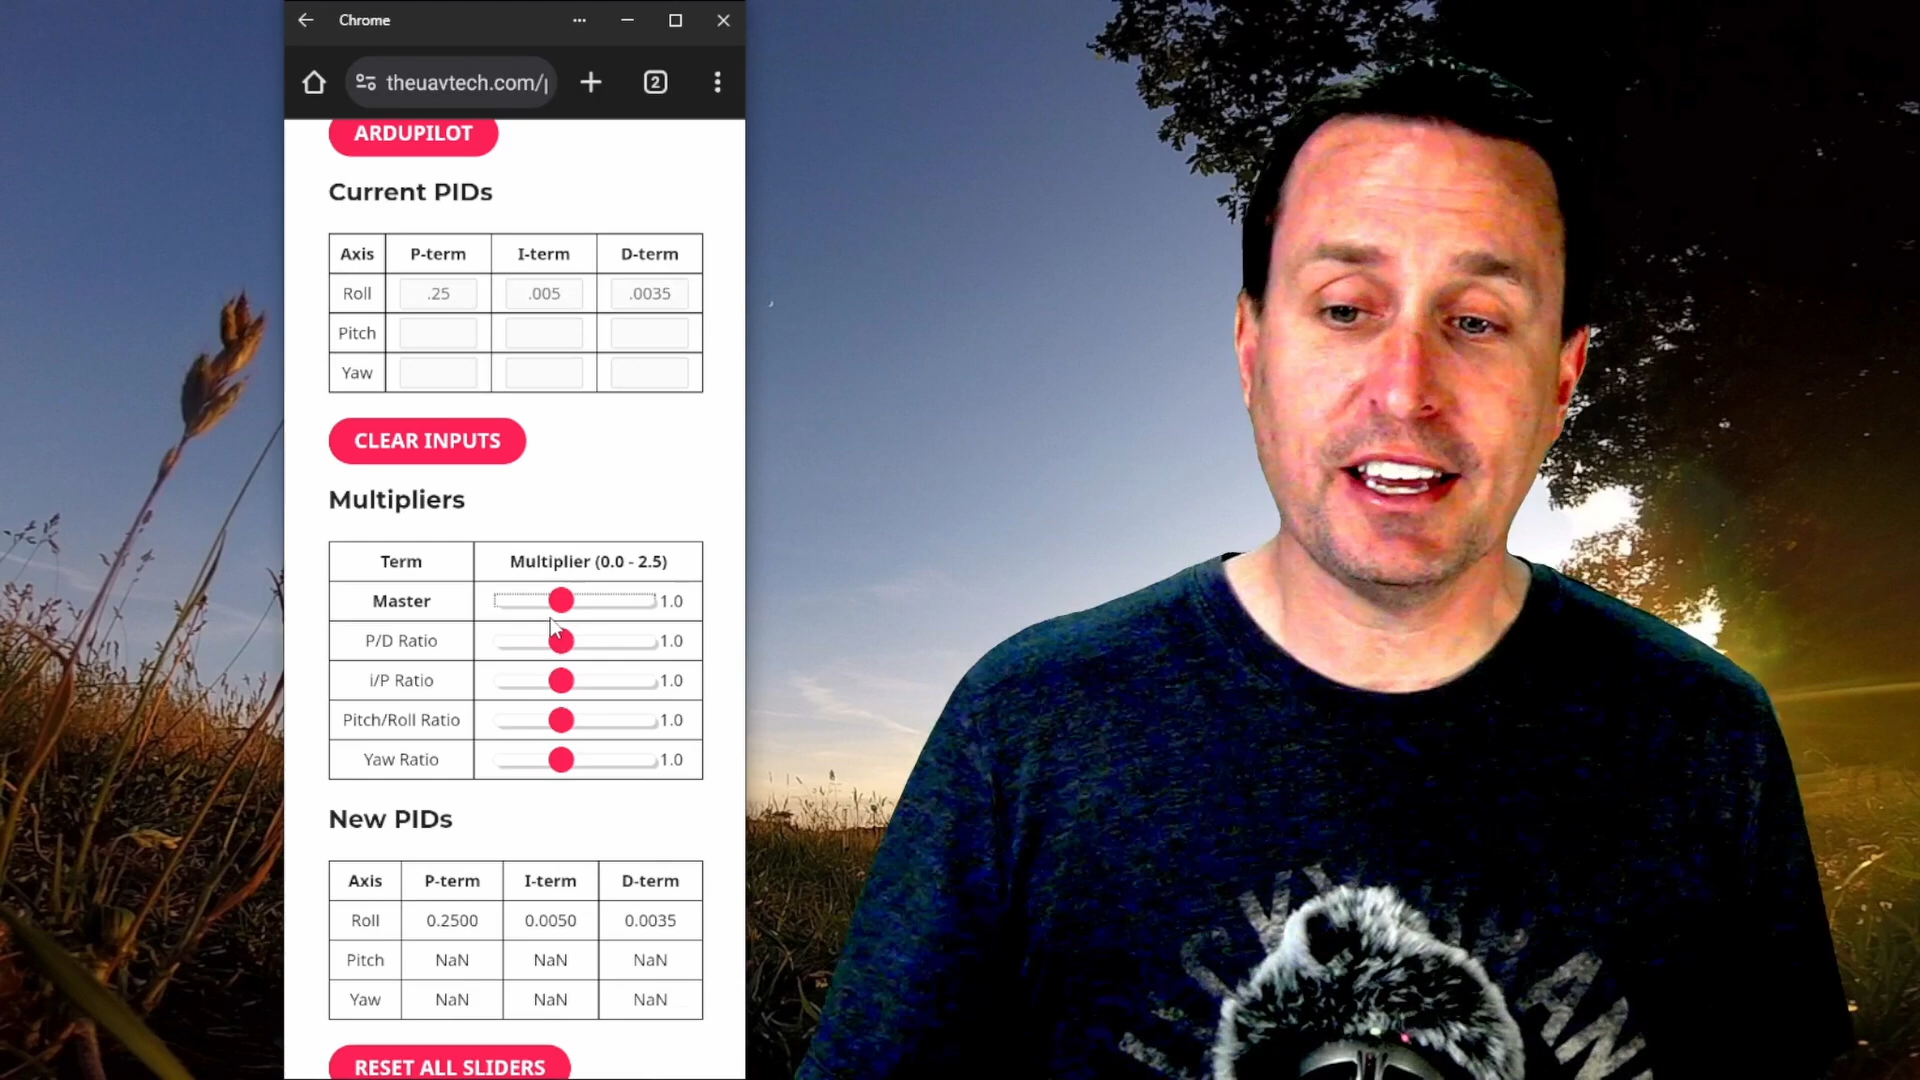 Chrome
theuavtech.com/
2
ARDUPILOT
Current PIDs
Axis P-term I-term D-term
Roll .25 .005 .0035
Pitch
Yaw
CLEAR INPUTS
Multipliers
Term Multiplier (0.0 - 2.5)
Master 1.0
P/D Ratio 1.0
i/P Ratio 1.0
Pitch/Roll Ratio 1.0
Yaw Ratio 1.0
New PIDs
Axis P-term I-term D-term
Roll 0.2500 0.0050 0.0035
Pitch NaN NaN NaN
Yaw NaN NaN NaN
RESET ALL SLIDERS